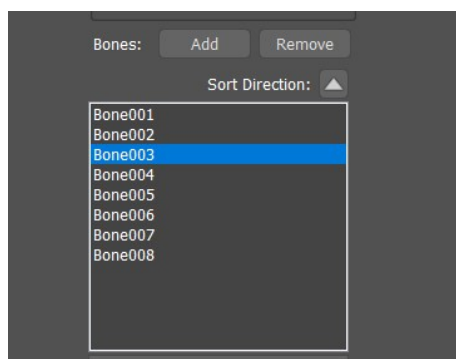 Bones: Add Remove
Sort Direction:
Bone001
Bone002
Bone003
Bone004
Bone005
Bone006
Bone007
Bone008